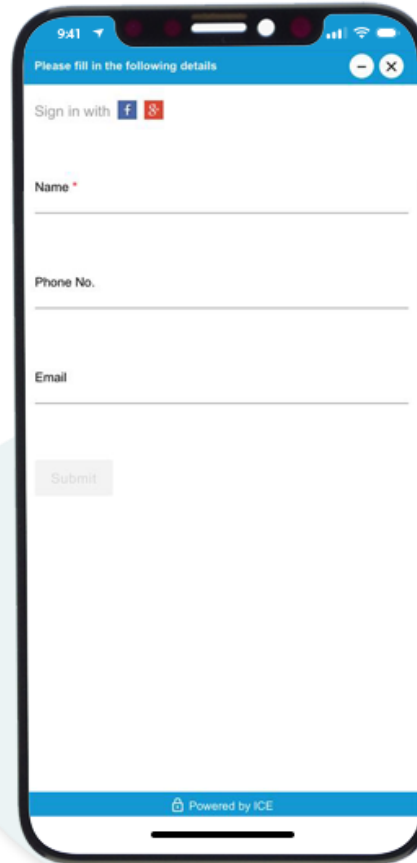 9:41
Please fill in the following details
Sign in with f 8+
Name *
Phone No.
Email
Submit
Powered by ICE